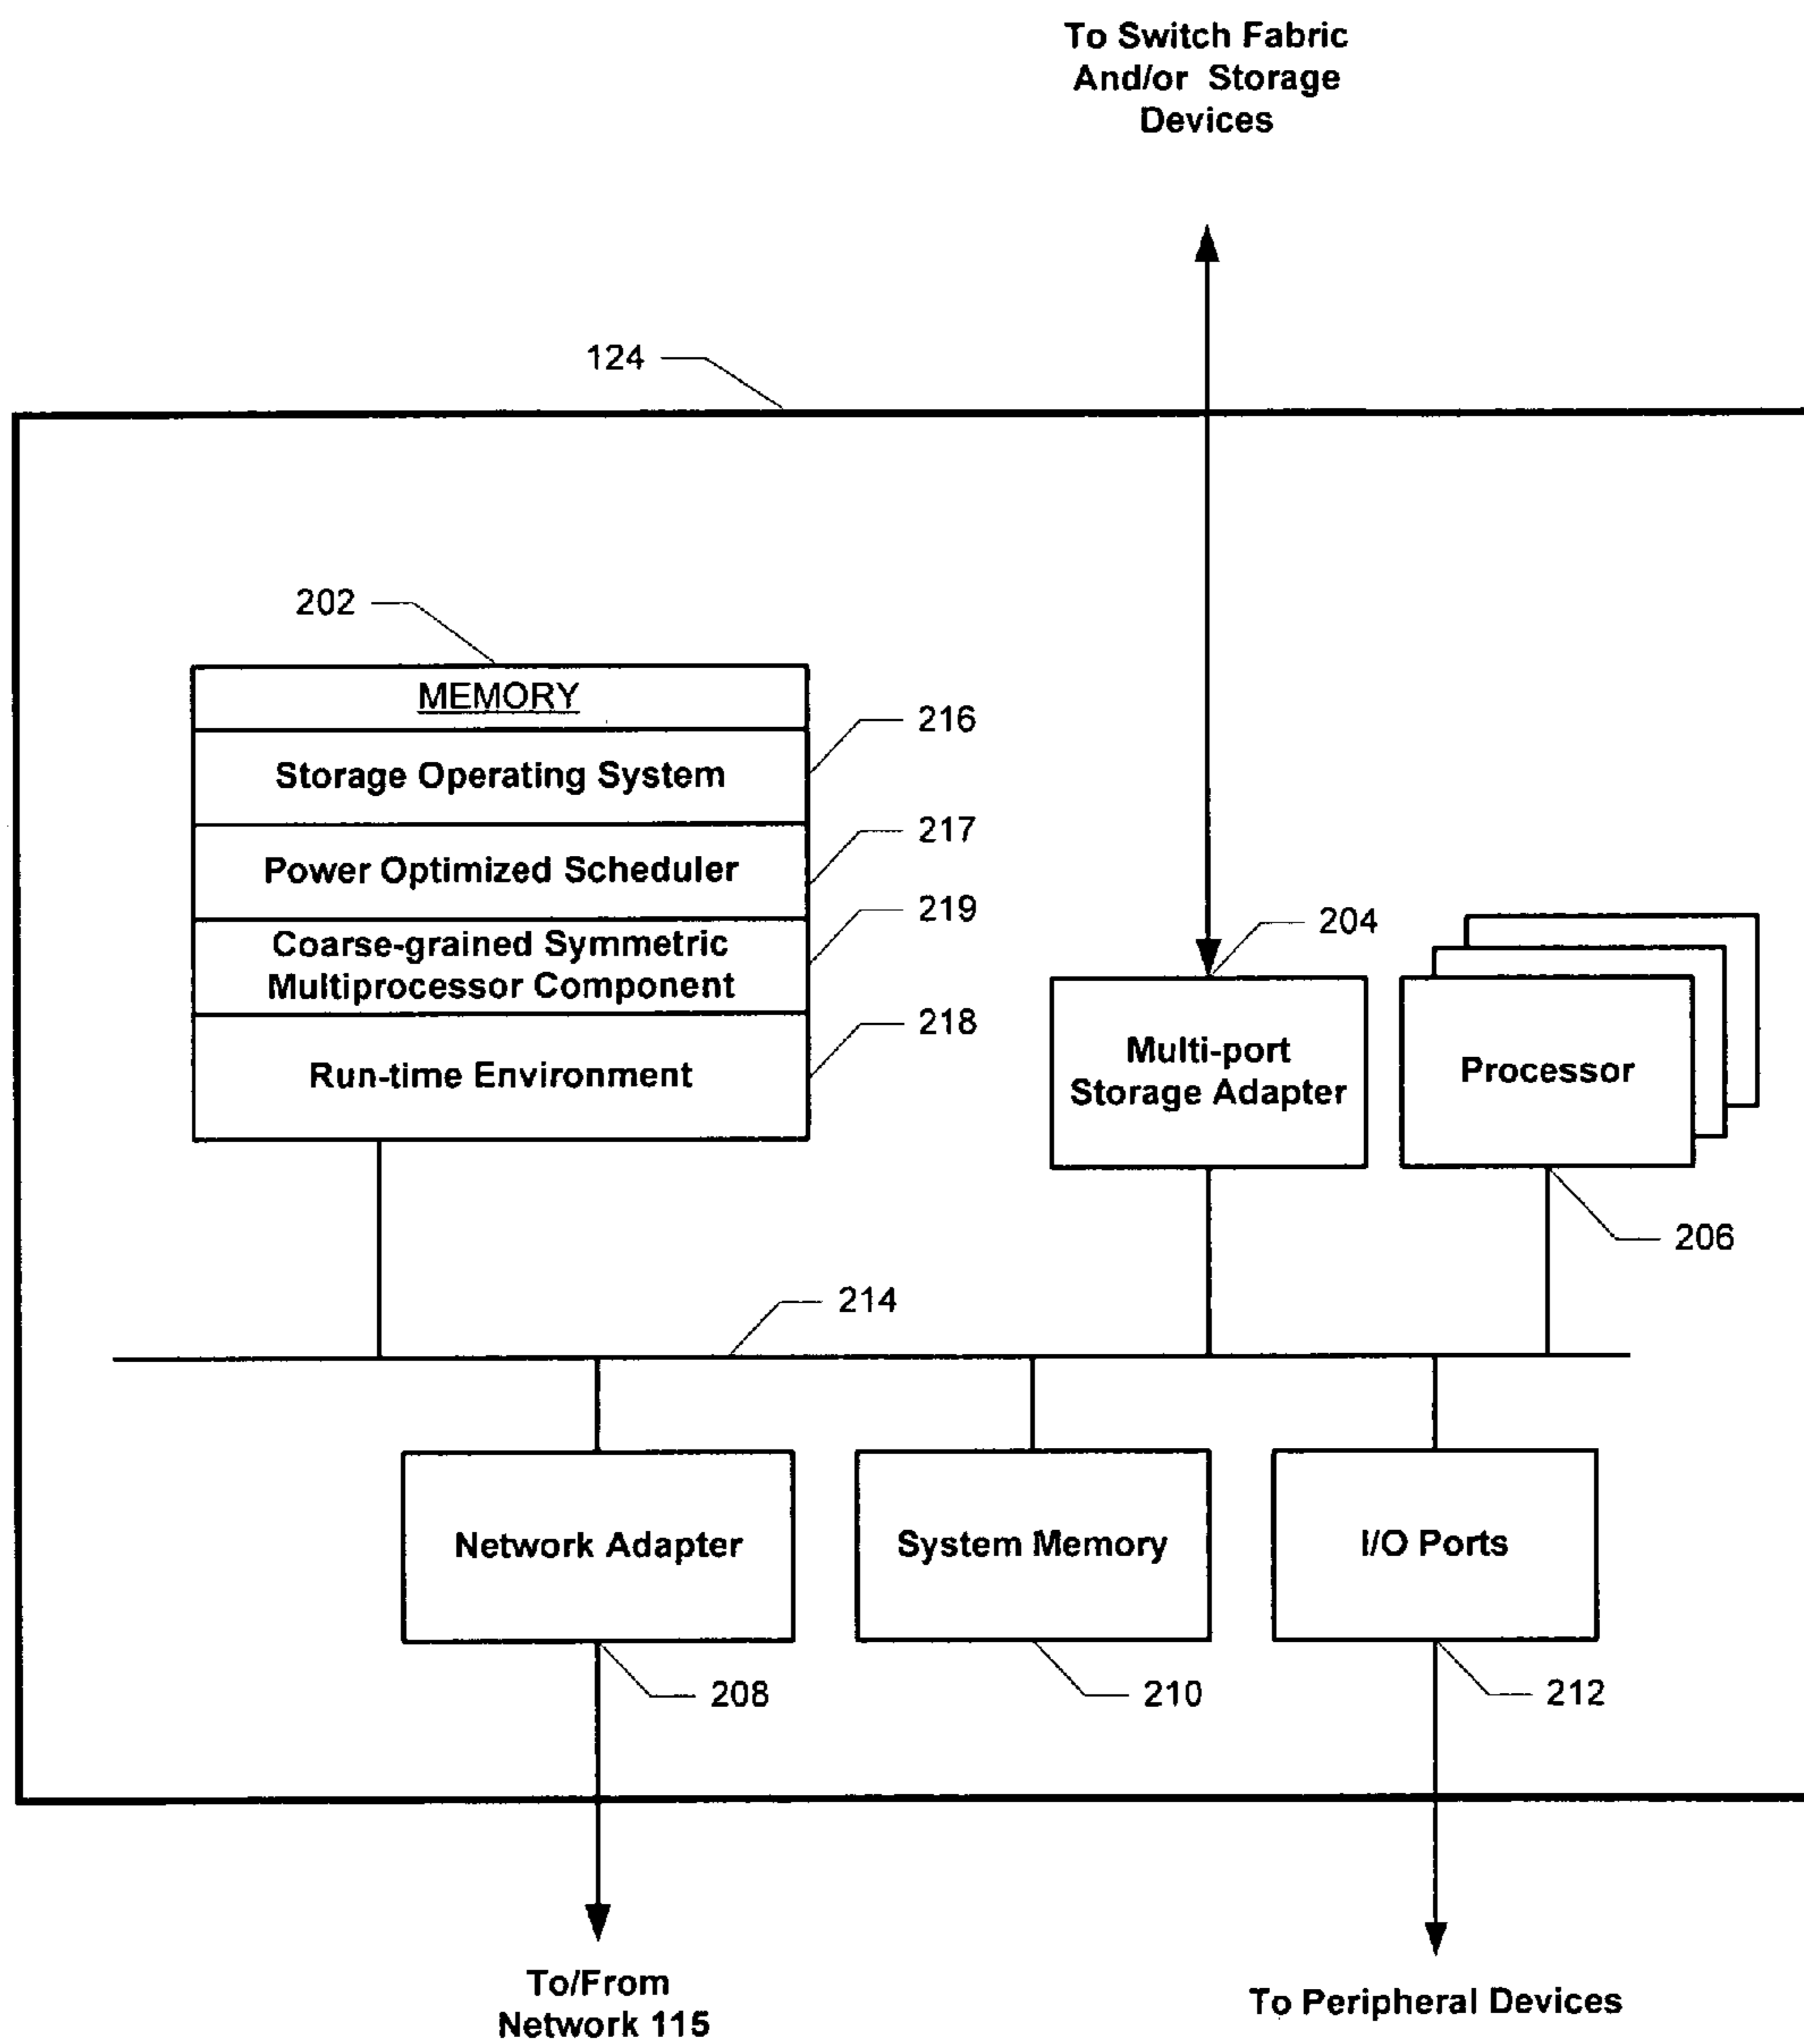 To Switch Fabric
And/or Storage
Devices
124
202
MEMORY
216
Storage Operating System
217
Power Optimized Scheduler
219
Coarse-grained Symmetric
Multiprocessor Component
218
Run-time Environment
204
Multi-port
Storage Adapter
Processor
206
214
Network Adapter
System Memory
I/O Ports
208
210
212
To/From
Network 115
To Peripheral Devices